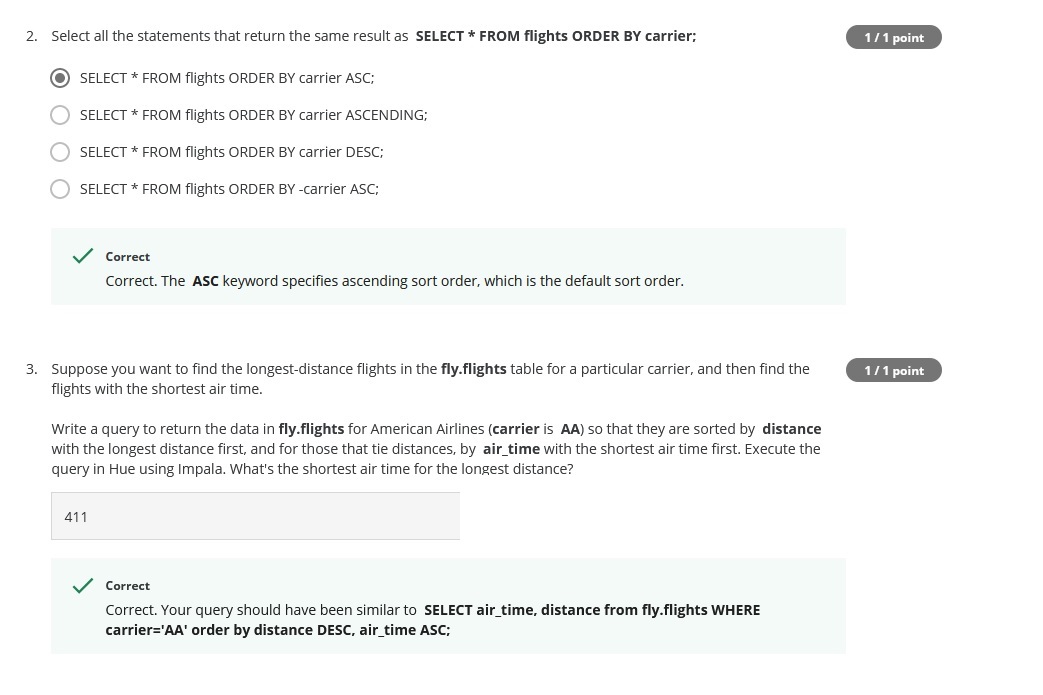 2. Select all the statements that return the same result as SELECT * FROM flights ORDER BY carrier;
1 / 1 point
SELECT * FROM flights ORDER BY carrier ASC;
SELECT * FROM flights ORDER BY carrier ASCENDING;
SELECT * FROM flights ORDER BY carrier DESC;
SELECT * FROM flights ORDER BY -carrier ASC;
Correct
Correct. The ASC keyword specifies ascending sort order, which is the default sort order.
3. Suppose you want to find the longest-distance flights in the fly.flights table for a particular carrier, and then find the
1 / 1 point
flights with the shortest air time.
Write a query to return the data in fly.flights for American Airlines (carrier is AA) so that they are sorted by distance
with the longest distance first, and for those that tie distances, by air_time with the shortest air time first. Execute the
query in Hue using Impala. What's the shortest air time for the longest distance?
411
Correct
Correct. Your query should have been similar to SELECT air_time, distance from fly.flights WHERE
carrier='AA' order by distance DESC, air_time ASC;